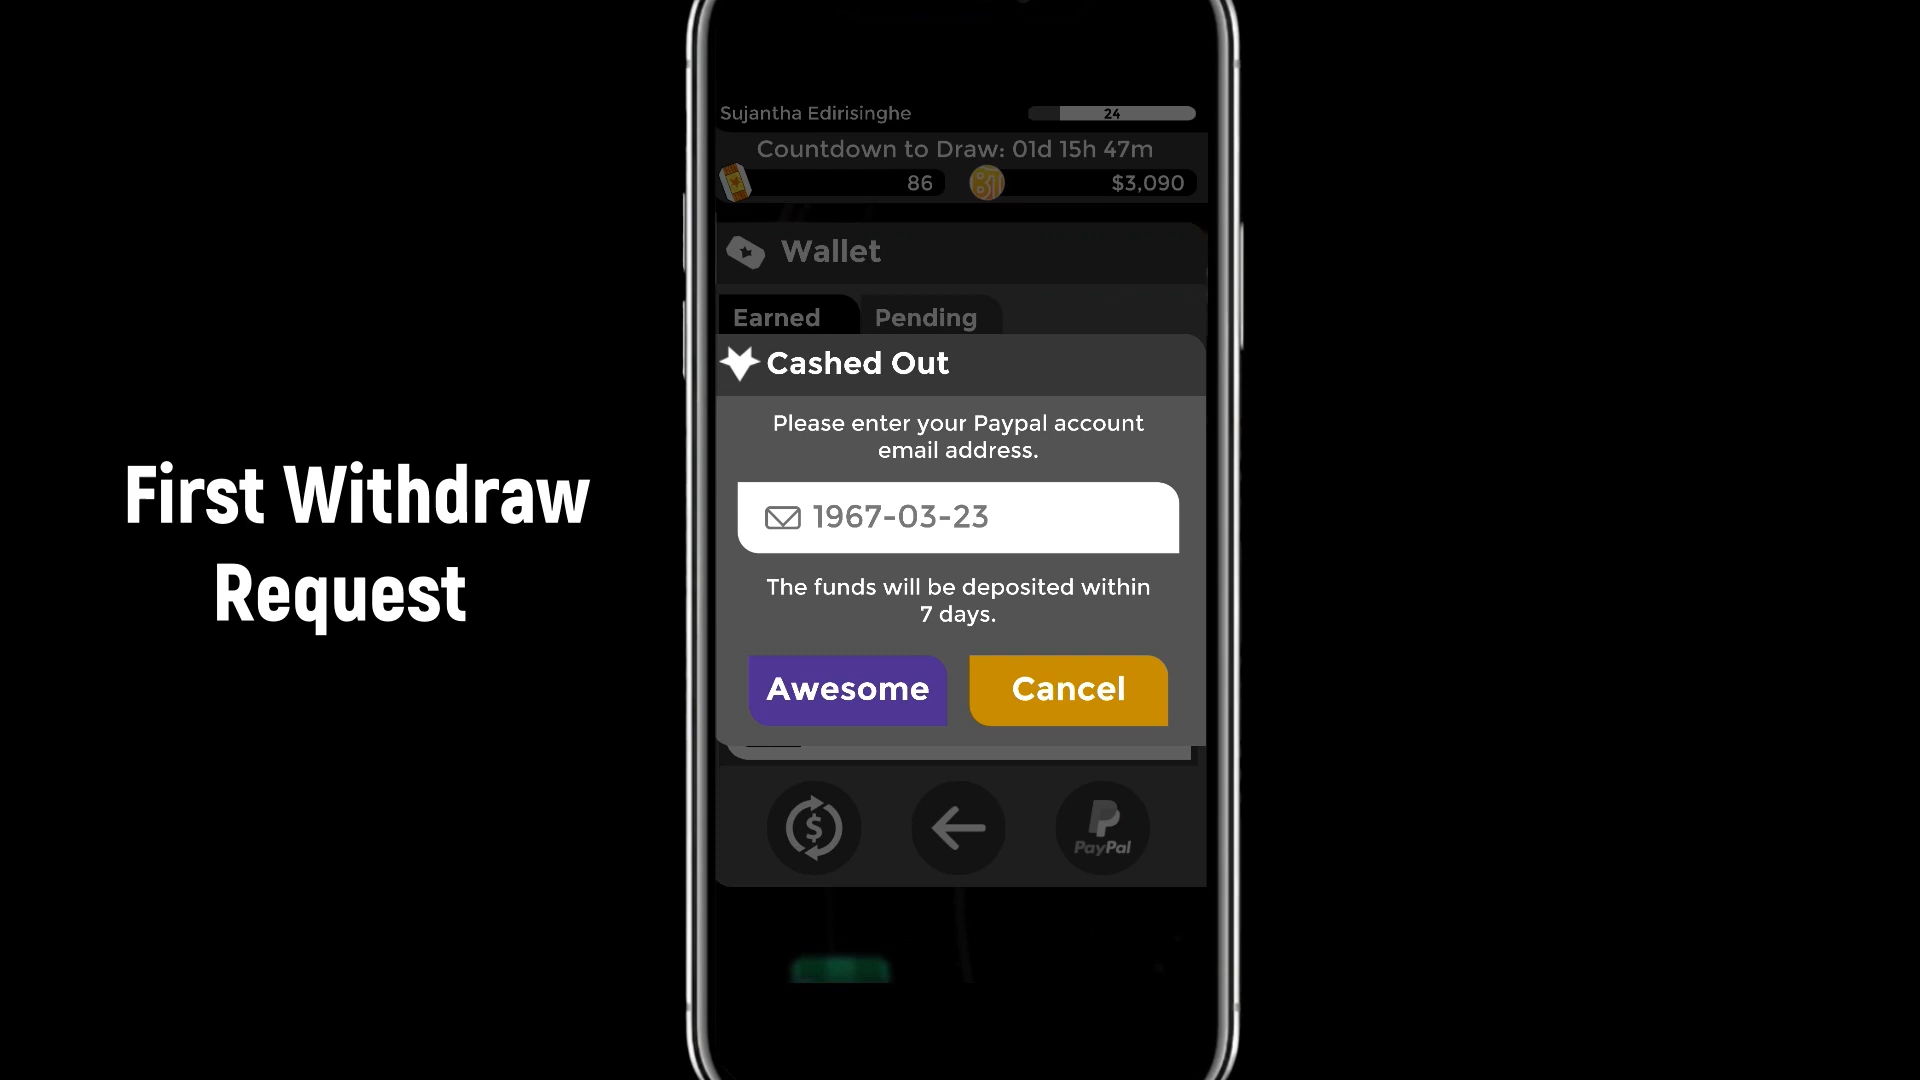 Sujantha Edirisinghe
24
Countdown to Draw: 01d 15h 47m
86
$3,090
Wallet
Earned
Pending
Cashed Out
Please enter your Paypal account
email address.
1967-03-23
The funds will be deposited within
7 days.
Awesome
Cancel
PayPal
First Withdraw
Request